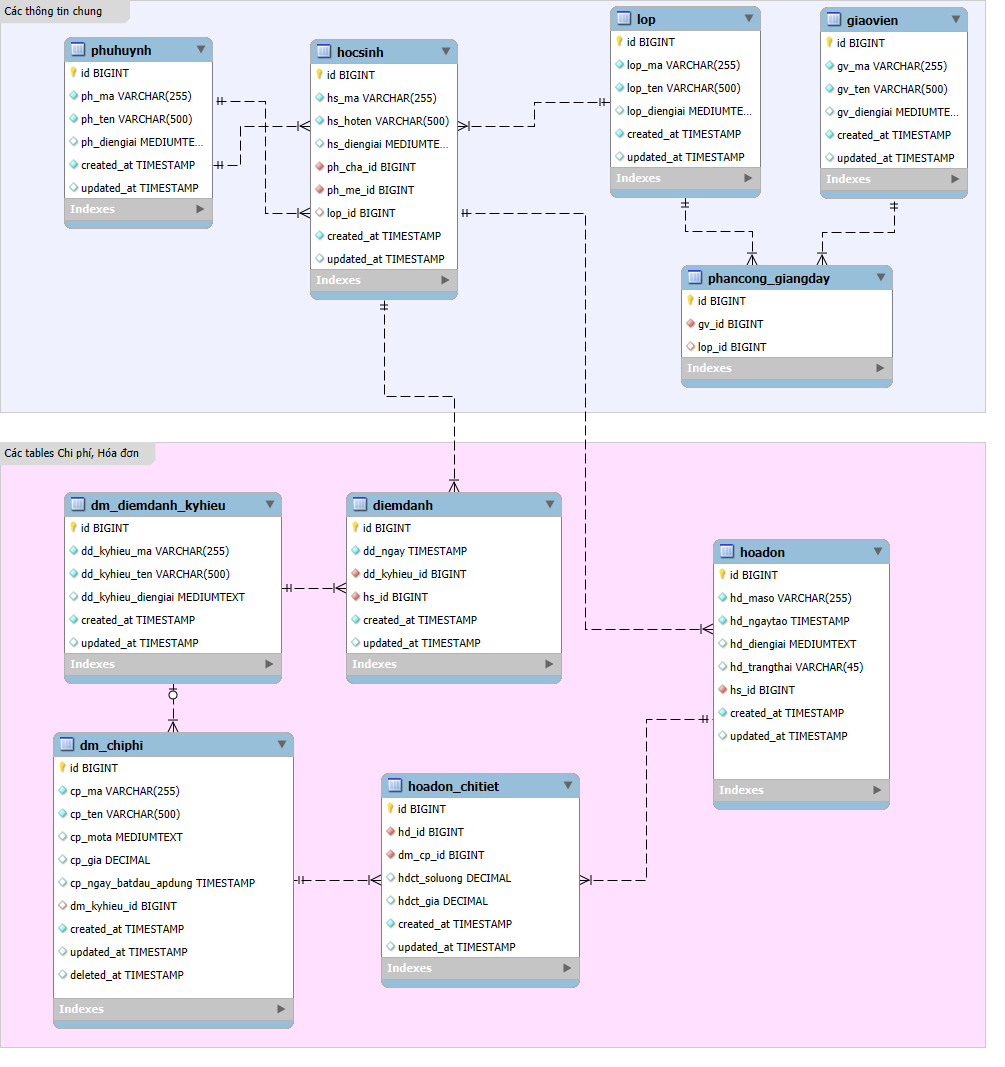 Các thông tin chung
phuhuynh
id BIGINT
ph_ma VARCHAR(255)
ph_ten VARCHAR(500)
ph_diengiai MEDIUMTE...
created_at TIMESTAMP
updated_at TIMESTAMP
Indexes
hocsinh
id BIGINT
hs_ma VARCHAR(255)
hs_hoten VARCHAR(500)
hs_diengiai MEDIUMTE...
ph_cha_id BIGINT
ph_me_id BIGINT
lop_id BIGINT
created_at TIMESTAMP
updated_at TIMESTAMP
Indexes
lop
id BIGINT
lop_ma VARCHAR(255)
lop_ten VARCHAR(500)
lop_diengiai MEDIUMTE...
created_at TIMESTAMP
updated_at TIMESTAMP
Indexes
giaovien
id BIGINT
gv_ma VARCHAR(255)
gv_ten VARCHAR(500)
gv_diengiai MEDIUMTE...
created_at TIMESTAMP
updated_at TIMESTAMP
Indexes
phancong_giangday
id BIGINT
gv_id BIGINT
lop_id BIGINT
Indexes
Các tables Chi phí, Hóa đơn
dm_diemdanh_kyhieu
id BIGINT
dd_kyhieu_ma VARCHAR(255)
dd_kyhieu_ten VARCHAR(500)
dd_kyhieu_diengiai MEDIUMTEXT
created_at TIMESTAMP
updated_at TIMESTAMP
Indexes
diemdanh
id BIGINT
dd_ngay TIMESTAMP
dd_kyhieu_id BIGINT
hs_id BIGINT
created_at TIMESTAMP
updated_at TIMESTAMP
Indexes
hoadon
id BIGINT
hd_maso VARCHAR(255)
hd_ngaytao TIMESTAMP
hd_diengiai MEDIUMTEXT
hd_trangthai VARCHAR(45)
hs_id BIGINT
created_at TIMESTAMP
updated_at TIMESTAMP
Indexes
dm_chiphi
id BIGINT
cp_ma VARCHAR(255)
cp_ten VARCHAR(500)
cp_mota MEDIUMTEXT
cp_gia DECIMAL
cp_ngay_batdau_apdung TIMESTAMP
dm_kyhieu_id BIGINT
created_at TIMESTAMP
updated_at TIMESTAMP
deleted_at TIMESTAMP
Indexes
hoadon_chitiet
id BIGINT
hd_id BIGINT
dm_cp_id BIGINT
hdct_soluong DECIMAL
hdct_gia DECIMAL
created_at TIMESTAMP
updated_at TIMESTAMP
Indexes